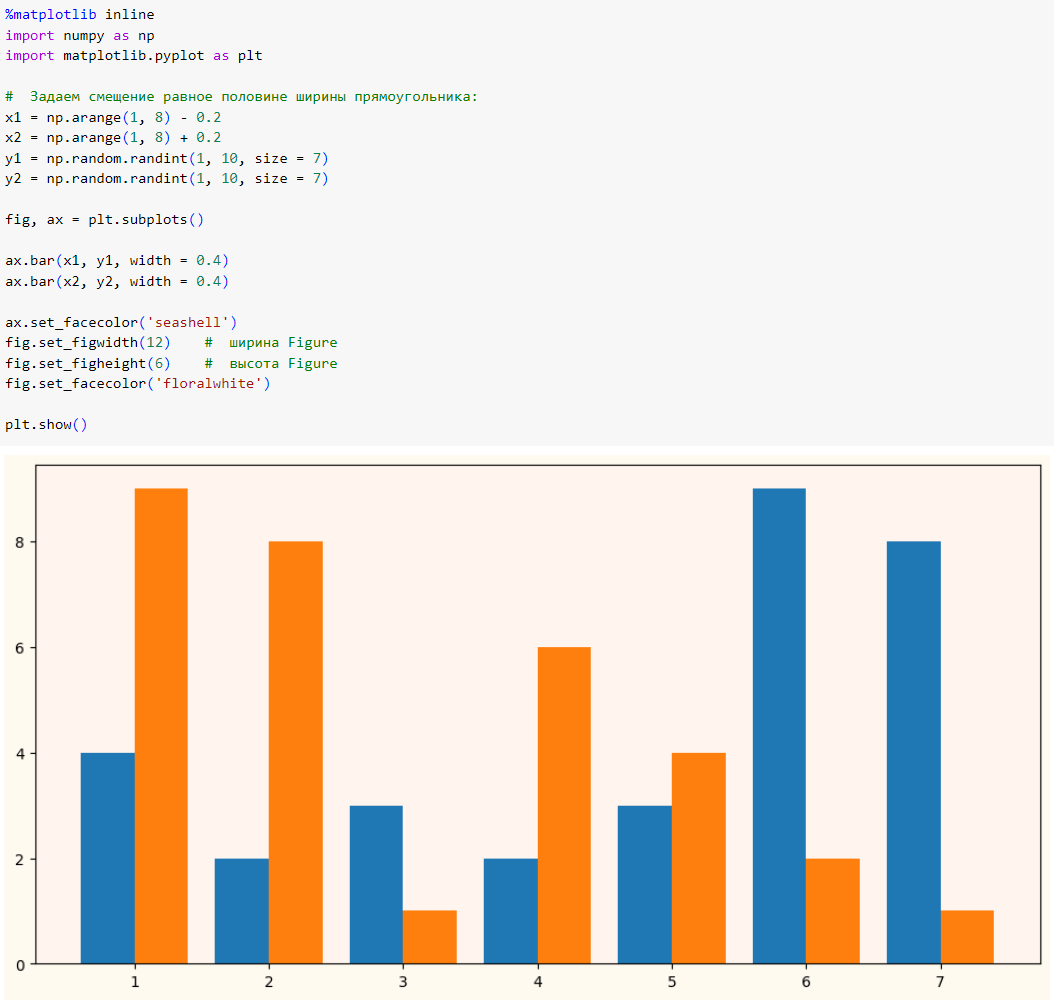 %matplotlib inline
import numpy as np
import matplotlib.pyplot as plt
#  Задаем смещение равное половине ширины прямоугольника:
x1 = np.arange(1, 8) - 0.2
x2 = np.arange(1, 8) + 0.2
y1 = np.random.randint(1, 10, size = 7)
y2 = np.random.randint(1, 10, size = 7)
fig, ax = plt.subplots()
ax.bar(x1, y1, width = 0.4)
ax.bar(x2, y2, width = 0.4)
ax.set_facecolor('seashell')
fig.set_figwidth(12)    #  ширина Figure
fig.set_figheight(6)    #  высота Figure
fig.set_facecolor('floralwhite')
plt.show()
8
6
4
2
0
1 2 3 4 5 6 7